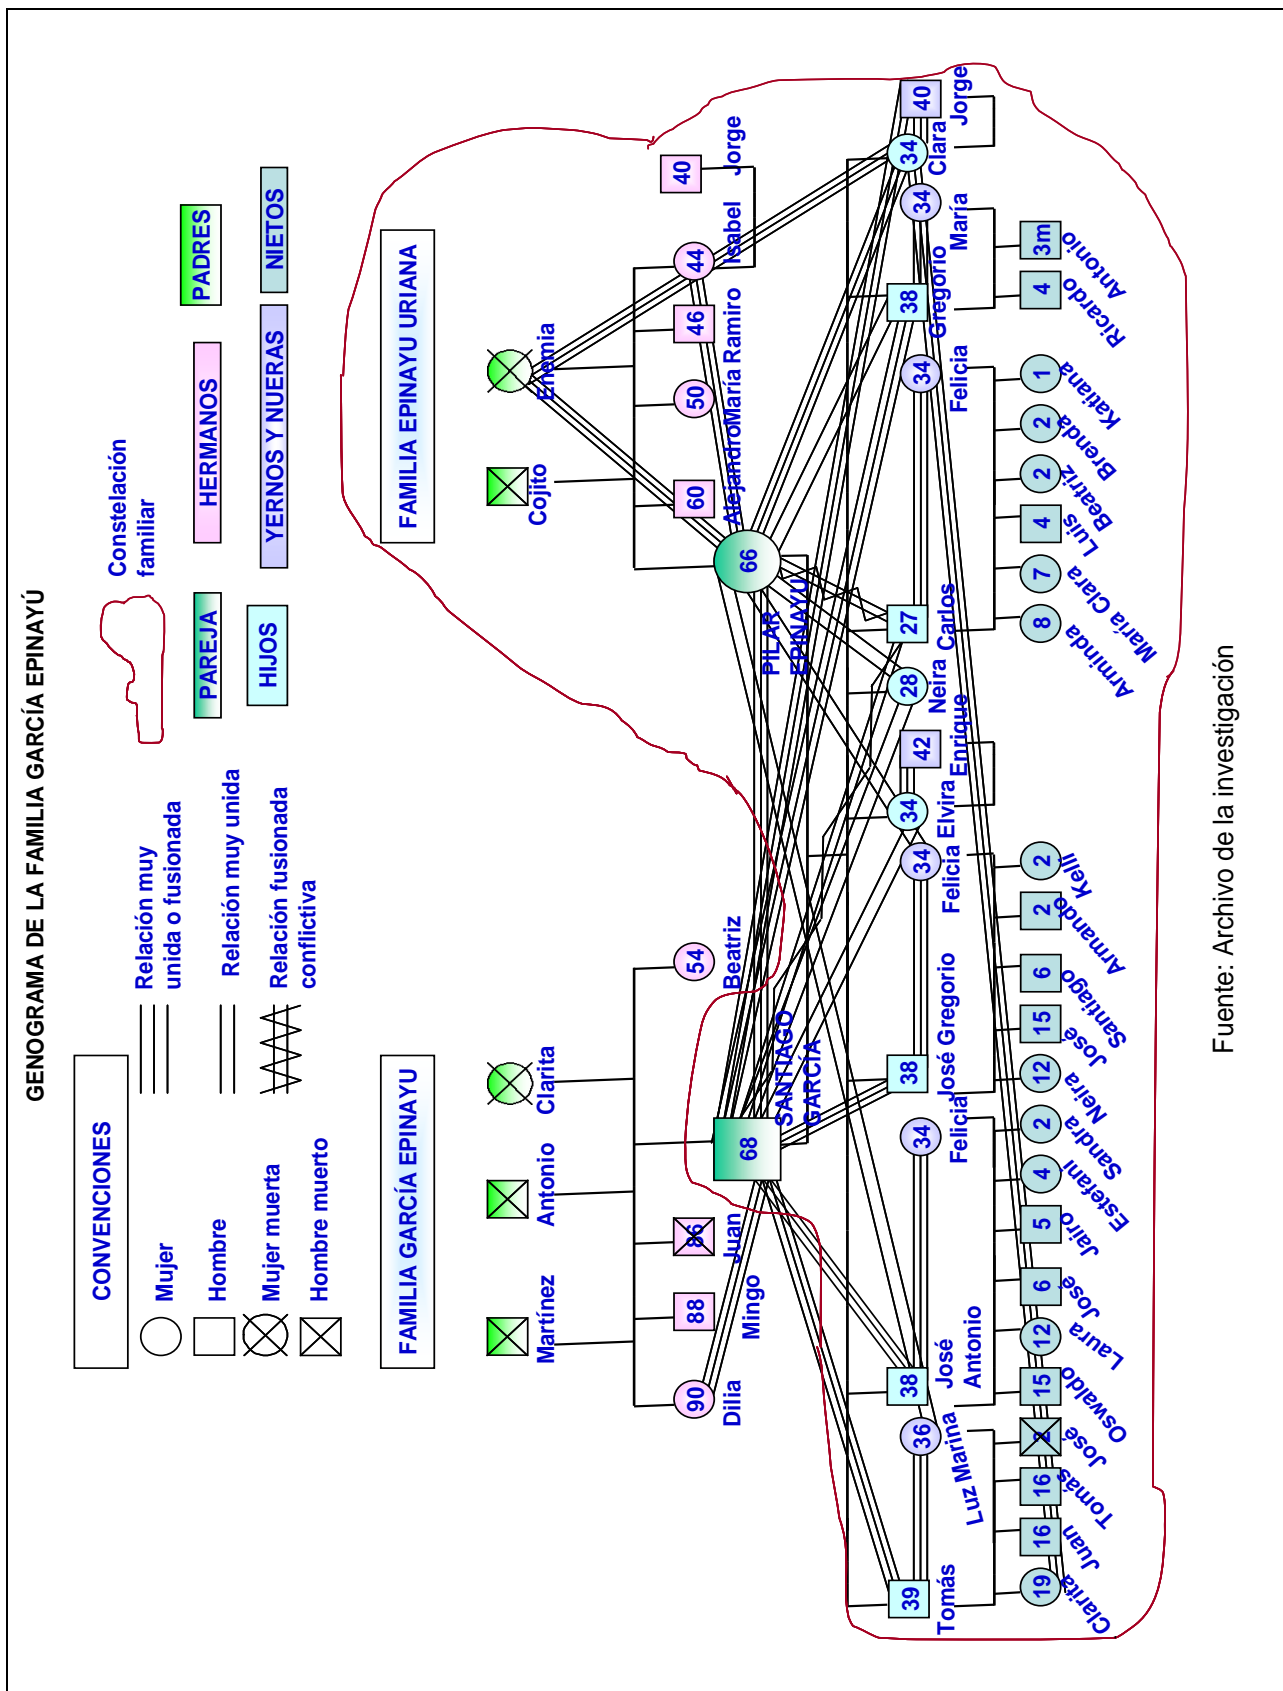 GENOGRAMA DE LA FAMILIA GARCÍA EPINAYÚ
CONVENCIONES
Mujer
Hombre
Mujer muerta
Hombre muerto
Relación muy
unida o fusionada
Relación muy unida
Relación fusionada
conflictiva
Constelación
familiar
PAREJA
HERMANOS
PADRES
HIJOS
YERNOS Y NUERAS
NIETOS
FAMILIA GARCÍA EPINAYU
FAMILIA EPINAYU URIANA
Martínez
Antonio
Clarita
Cojito
Enemia
90
88
86
54
60
50
46
44
40
Dilia
Mingo
Juan
Beatriz
Alejandro
María
Ramiro
Isabel
Jorge
68
66
SANTIAGO
GARCÍA
PILAR
EPINAYU
39
36
38
34
38
34
34
42
28
27
34
38
34
34
40
Tomás
Luz Marina
José
Antonio
Felicia
José Gregorio
Felicia
Elvira
Enrique
Neira
Carlos
Felicia
Gregorio
María
Clara
Jorge
19
16
16
2
15
12
6
5
4
2
12
15
6
2
2
8
7
4
2
2
1
4
3m
Clarita
Juan
Tomás
José
Oswaldo
Laura
José
Jairo
Estefani
Sandra
Neira
José
Santiago
Armando
Kelli
Arminda
María Clara
Luis
Beatriz
Brenda
Katiana
Ricardo
Antonio
Fuente: Archivo de la investigación